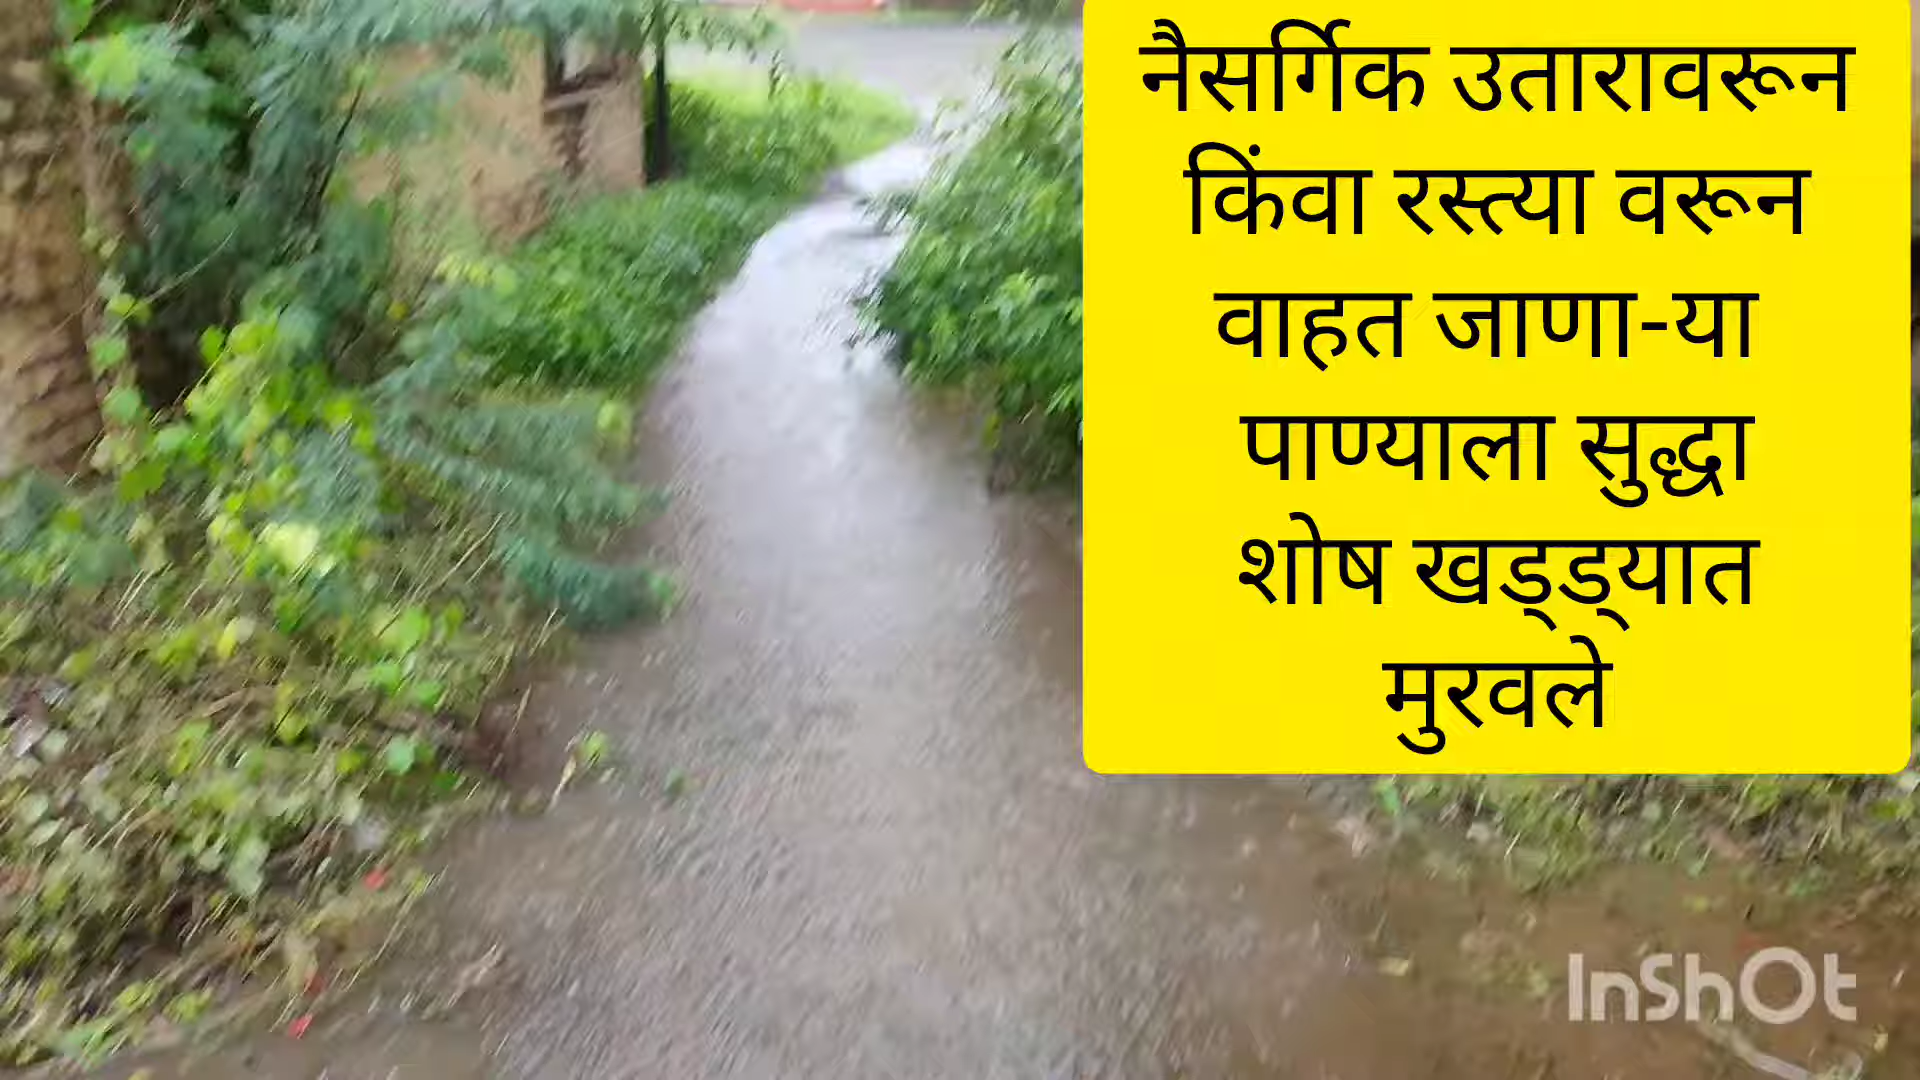 नैसर्गिक उतारावरून
किंवा रस्त्या वरून
वाहत जाणा-या
पाण्याला सुद्धा
शोष खड्ड्यात
मुरवले
InShOt